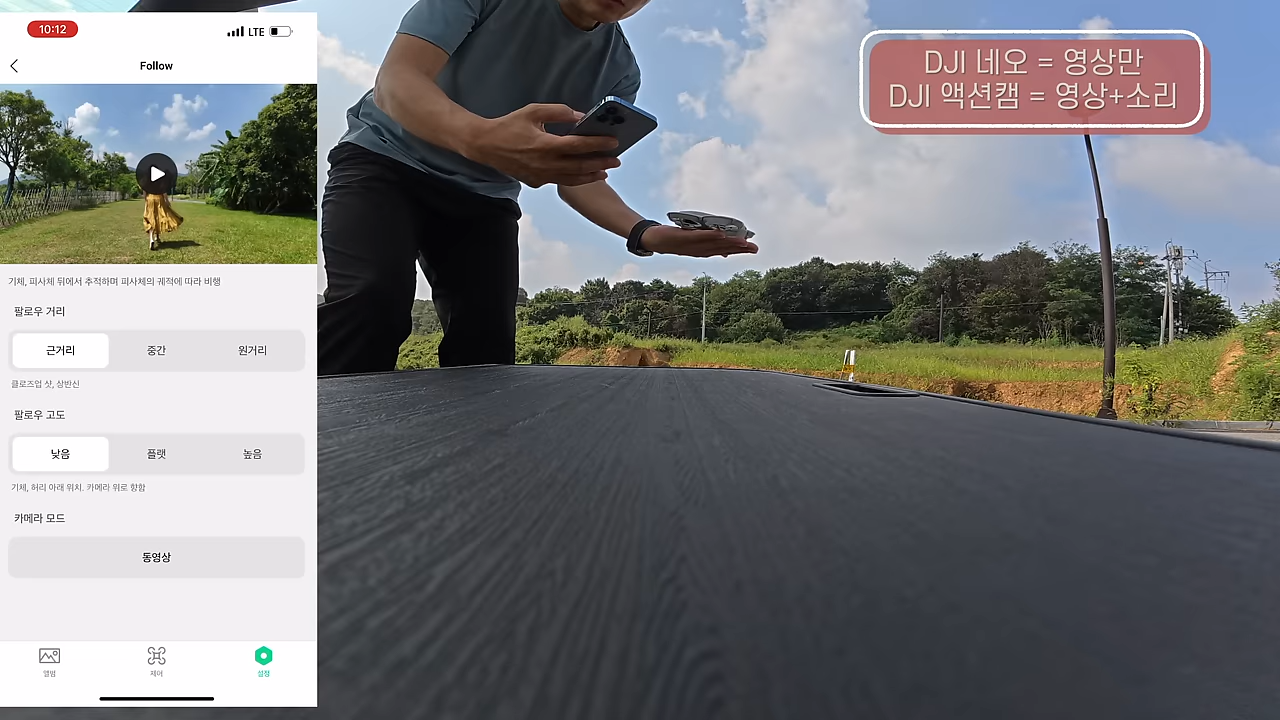 10:12
LTE
Follow
기체, 피사체 뒤에서 추적하며 피사체의 궤적에 따라 비행
팔로우 거리
근거리 중간 원거리
클로즈업 샷, 상반신
팔로우 고도
낮음 플랫 높음
기체, 허리 아래 위치. 카메라 위로 향함
카메라 모드
동영상
앨범 제어 설정
DJI 네오 = 영상만
DJI 액션캠 = 영상+소리